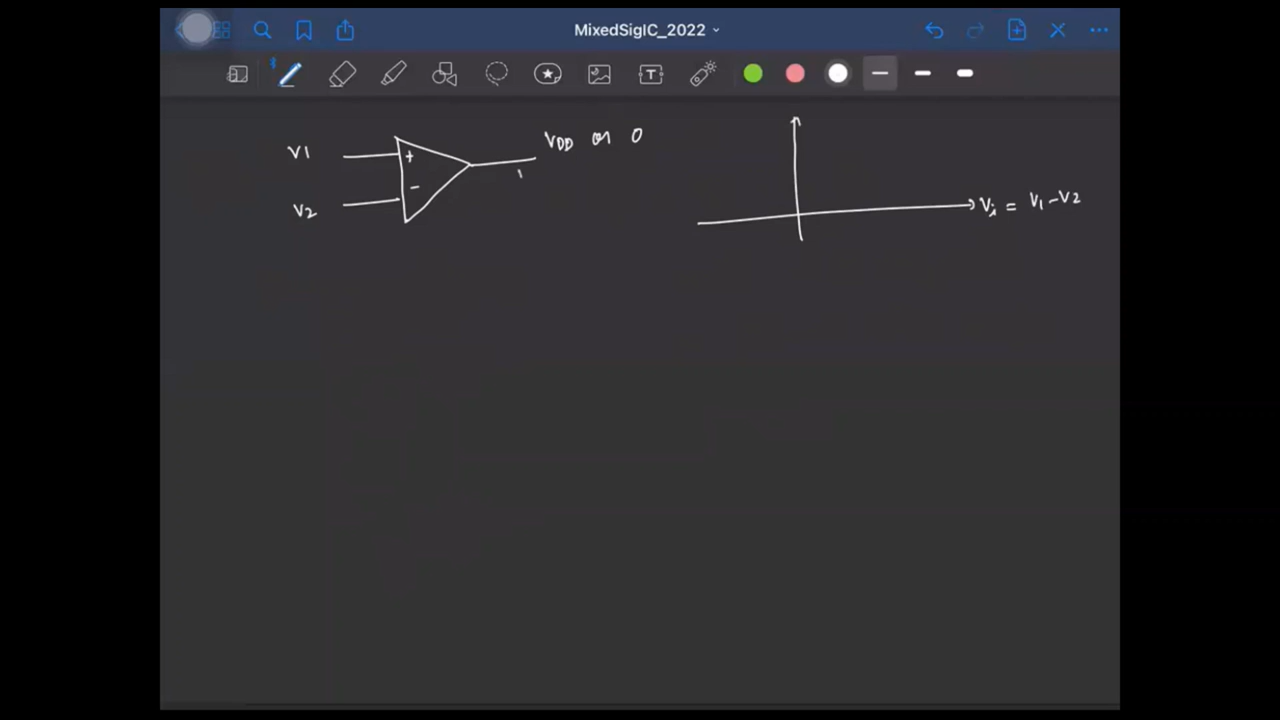 MixedSigIC_2022
V1
+
VDD or 0
-
V2
Vi = V1-V2